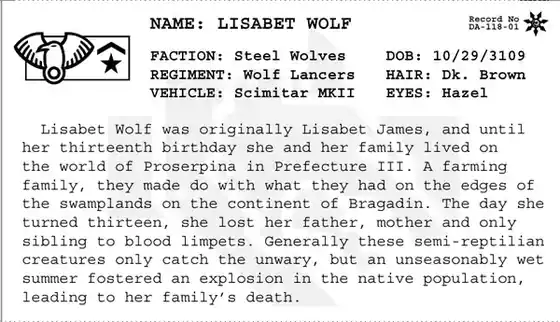 NAME: LISABET WOLF
Record No
DA-118-01
FACTION: Steel Wolves DOB: 10/29/3109
REGIMENT: Wolf Lancers HAIR: Dk. Brown
VEHICLE: Scimitar MKII EYES: Hazel
Lisabet Wolf was originally Lisabet James, and until
her thirteenth birthday she and her family lived on
the world of Proserpina in Prefecture III. A farming
family, they made do with what they had on the edges of
the swamplands on the continent of Bragadin. The day she
turned thirteen, she lost her father, mother and only
sibling to blood limpets. Generally these semi-reptilian
creatures only catch the unwary, but an unseasonably wet
summer fostered an explosion in the native population,
leading to her family's death.